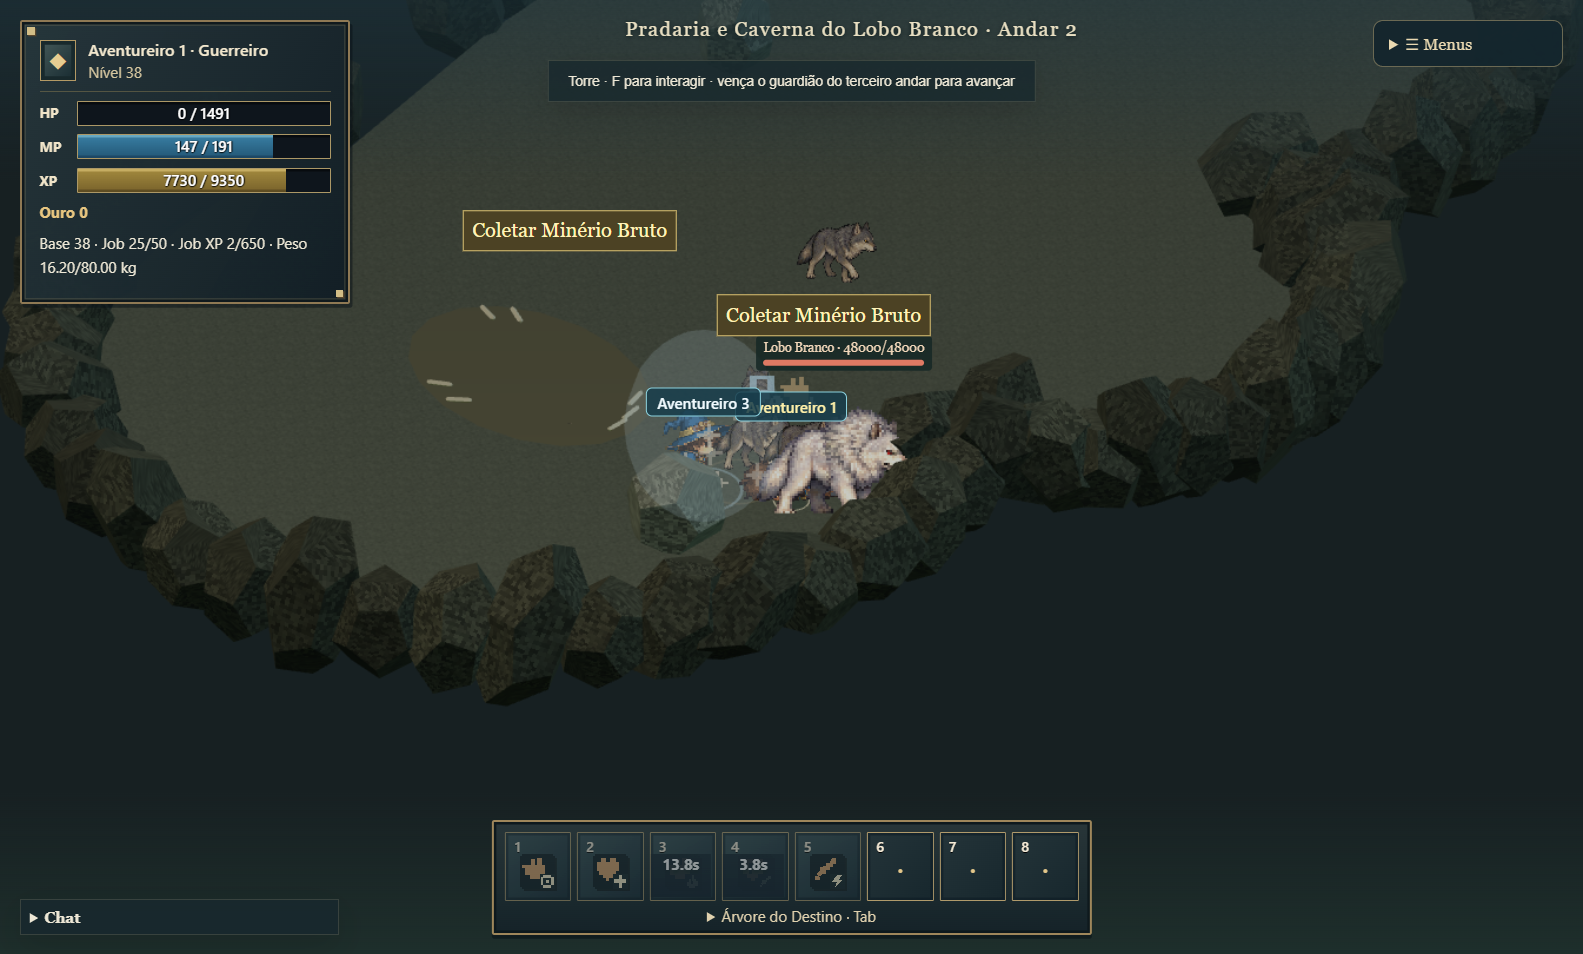 Aventureiro 1 · Guerreiro
Nível 38
HP
0 / 1491
MP
147 / 191
XP
7730 / 9350
Ouro 0
Base 38 · Job 25/50 · Job XP 2/650 · Peso
16.20/80.00 kg
Pradaria e Caverna do Lobo Branco · Andar 2
Torre · F para interagir · vença o guardião do terceiro andar para avançar
☰ Menus
Coletar Minério Bruto
Coletar Minério Bruto
Lobo Branco · 48000/48000
Aventureiro 3
venturero 1
1
2
3
13.8s
4
3.8s
5
6
7
8
Árvore do Destino · Tab
Chat